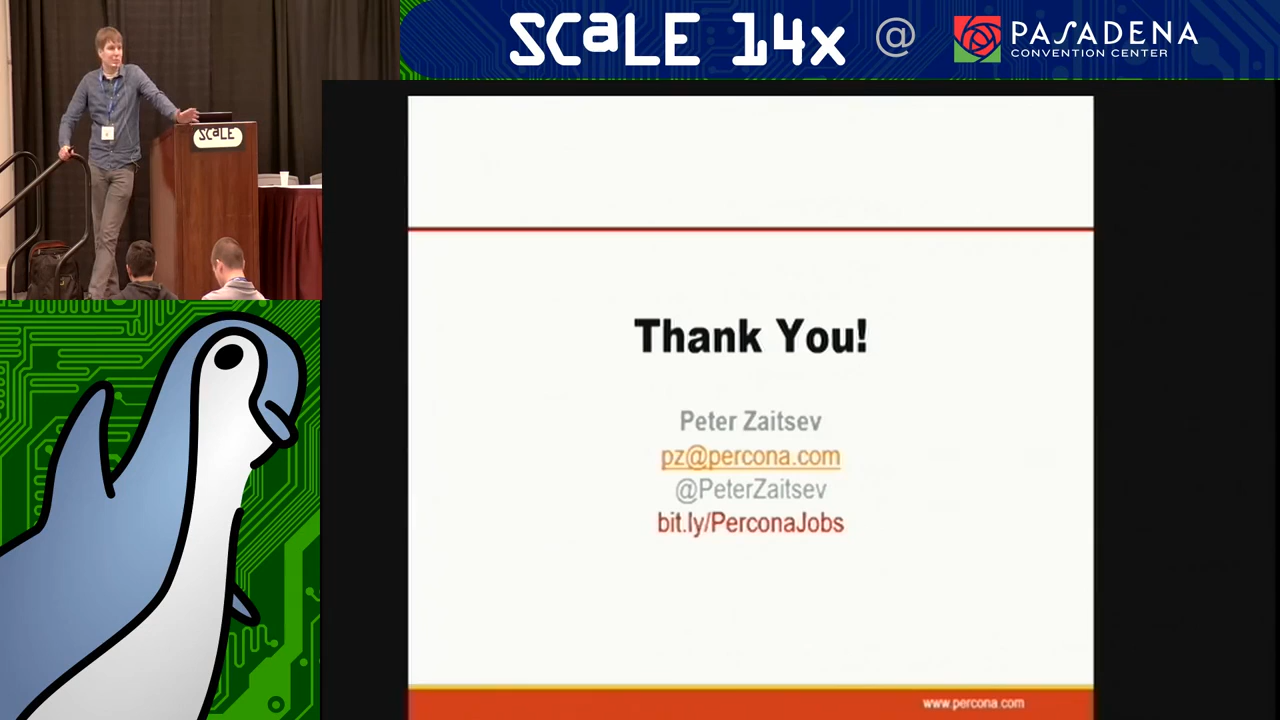 SCaLE 14x @ PASADENA
CONVENTION CENTER
SCaLE
Thank You!
Peter Zaitsev
pz@percona.com
@PeterZaitsev
bit.ly/PerconaJobs
www.percona.com